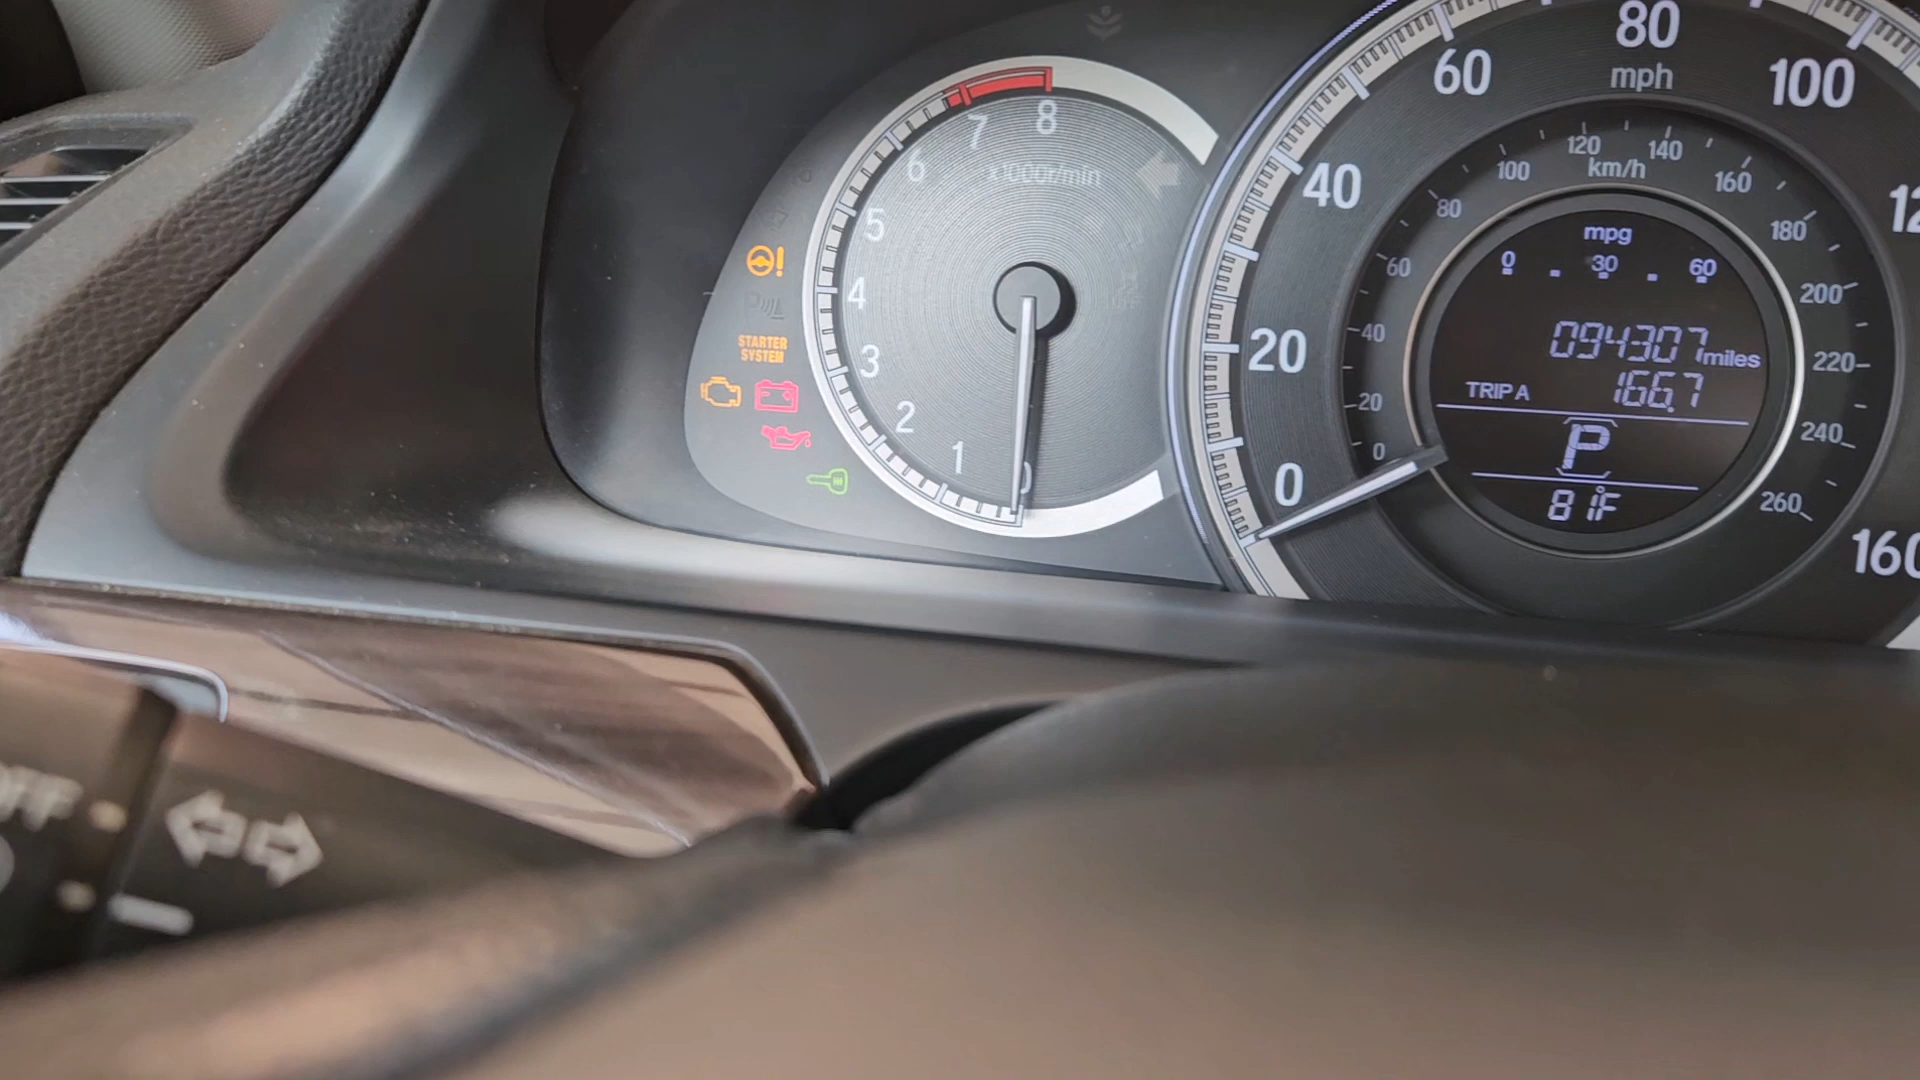 8
7
6
5
4
3
2
1
0
x1000r/min
STARTER
SYSTEM
0
20
40
60
80
100
160
mph
0
20
40
60
80
100
120
140
160
180
200
220
240
260
km/h
mpg
0 30 60
094307 miles
TRIP A 166.7
P
81°F
OFF